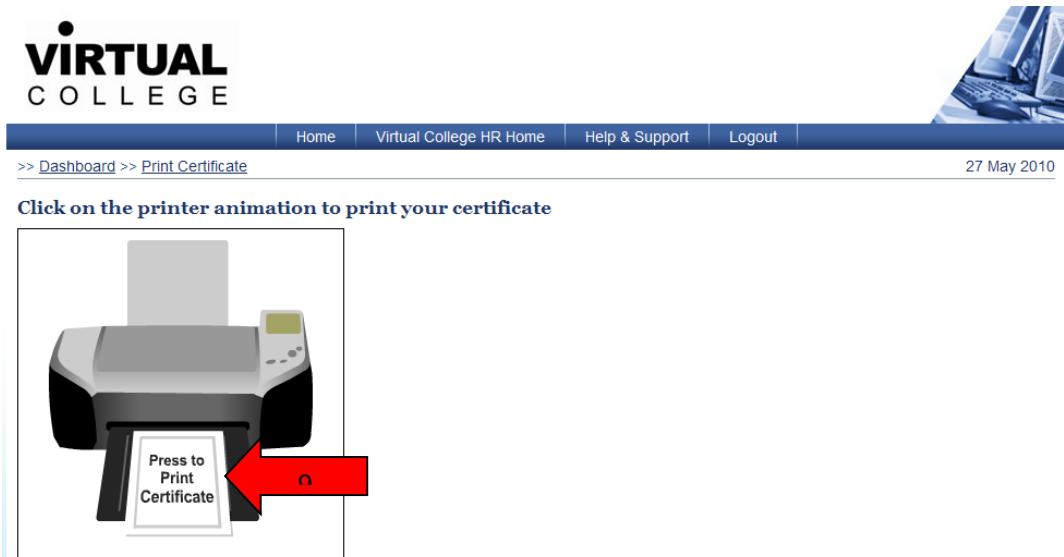 VIRTUAL
COLLEGE
Home Virtual College HR Home Help & Support Logout
>> Dashboard >> Print Certificate 27 May 2010
Click on the printer animation to print your certificate
Press to
Print
Certificate